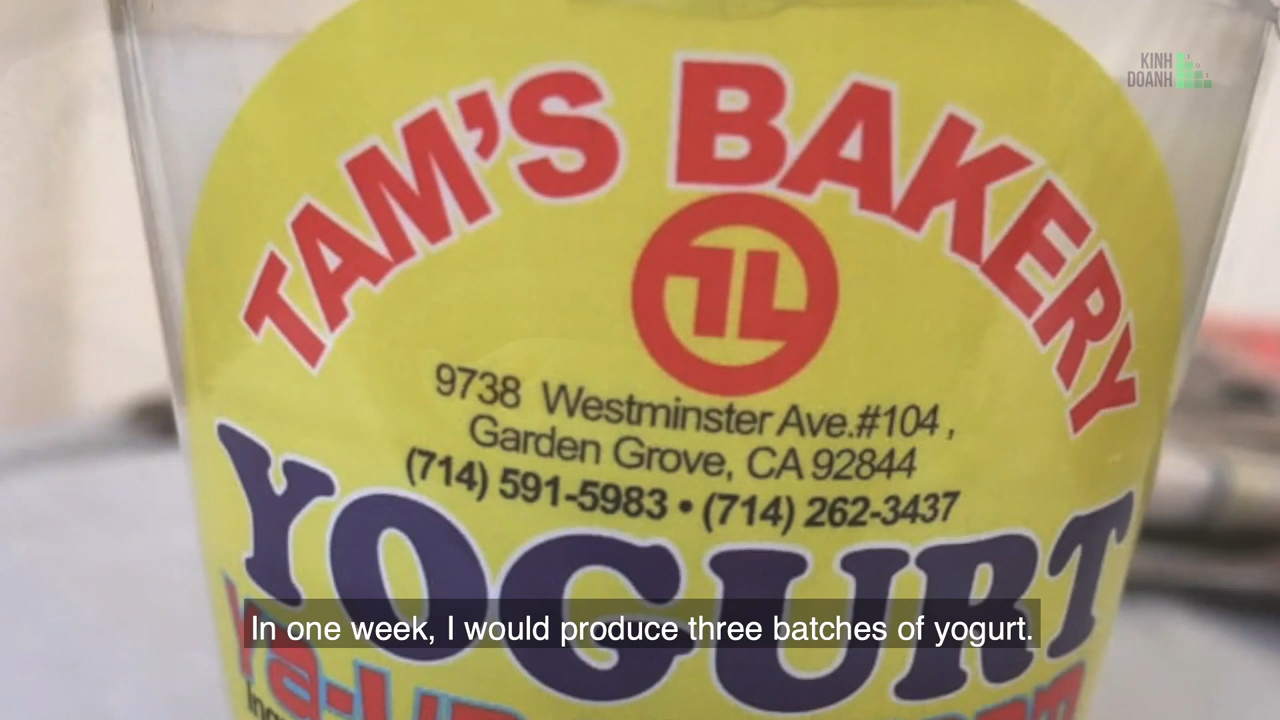 KINH
DOANH
TAM'S BAKERY
9738 Westminster Ave.#104,
Garden Grove, CA 92844
(714) 591-5983 • (714) 262-3437
YOGURT
In one week, I would produce three batches of yogurt.